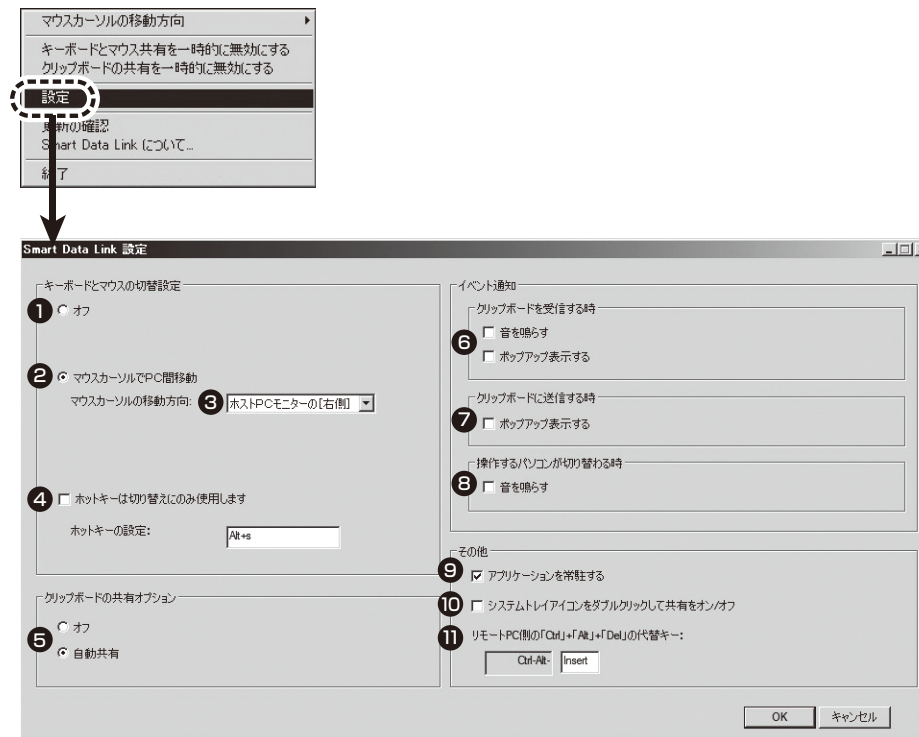 マウスカーソルの移動方向
キーボードとマウス共有を一時的に無効にする
クリップボードの共有を一時的に無効にする
設定
更新の確認
Smart Data Link について...
終了
Smart Data Link 設定
キーボードとマウスの切替設定
1 オフ
2 マウスカーソルでPC間移動
マウスカーソルの移動方向: 3 ホストPCモニターの[右側]
4 ホットキーは切り替えにのみ使用します
ホットキーの設定: Alt+s
クリップボードの共有オプション
5
オフ
自動共有
イベント通知
クリップボードを受信する時
6
音を鳴らす
ポップアップ表示する
クリップボードに送信する時
7 ポップアップ表示する
操作するパソコンが切り替わる時
8 音を鳴らす
その他
9 アプリケーションを常駐する
10 システムトレイアイコンをダブルクリックして共有をオン/オフ
11 リモートPC側の「Ctrl」+「Alt」+「Del」の代替キー:
Ctrl-Alt- Insert
OK キャンセル